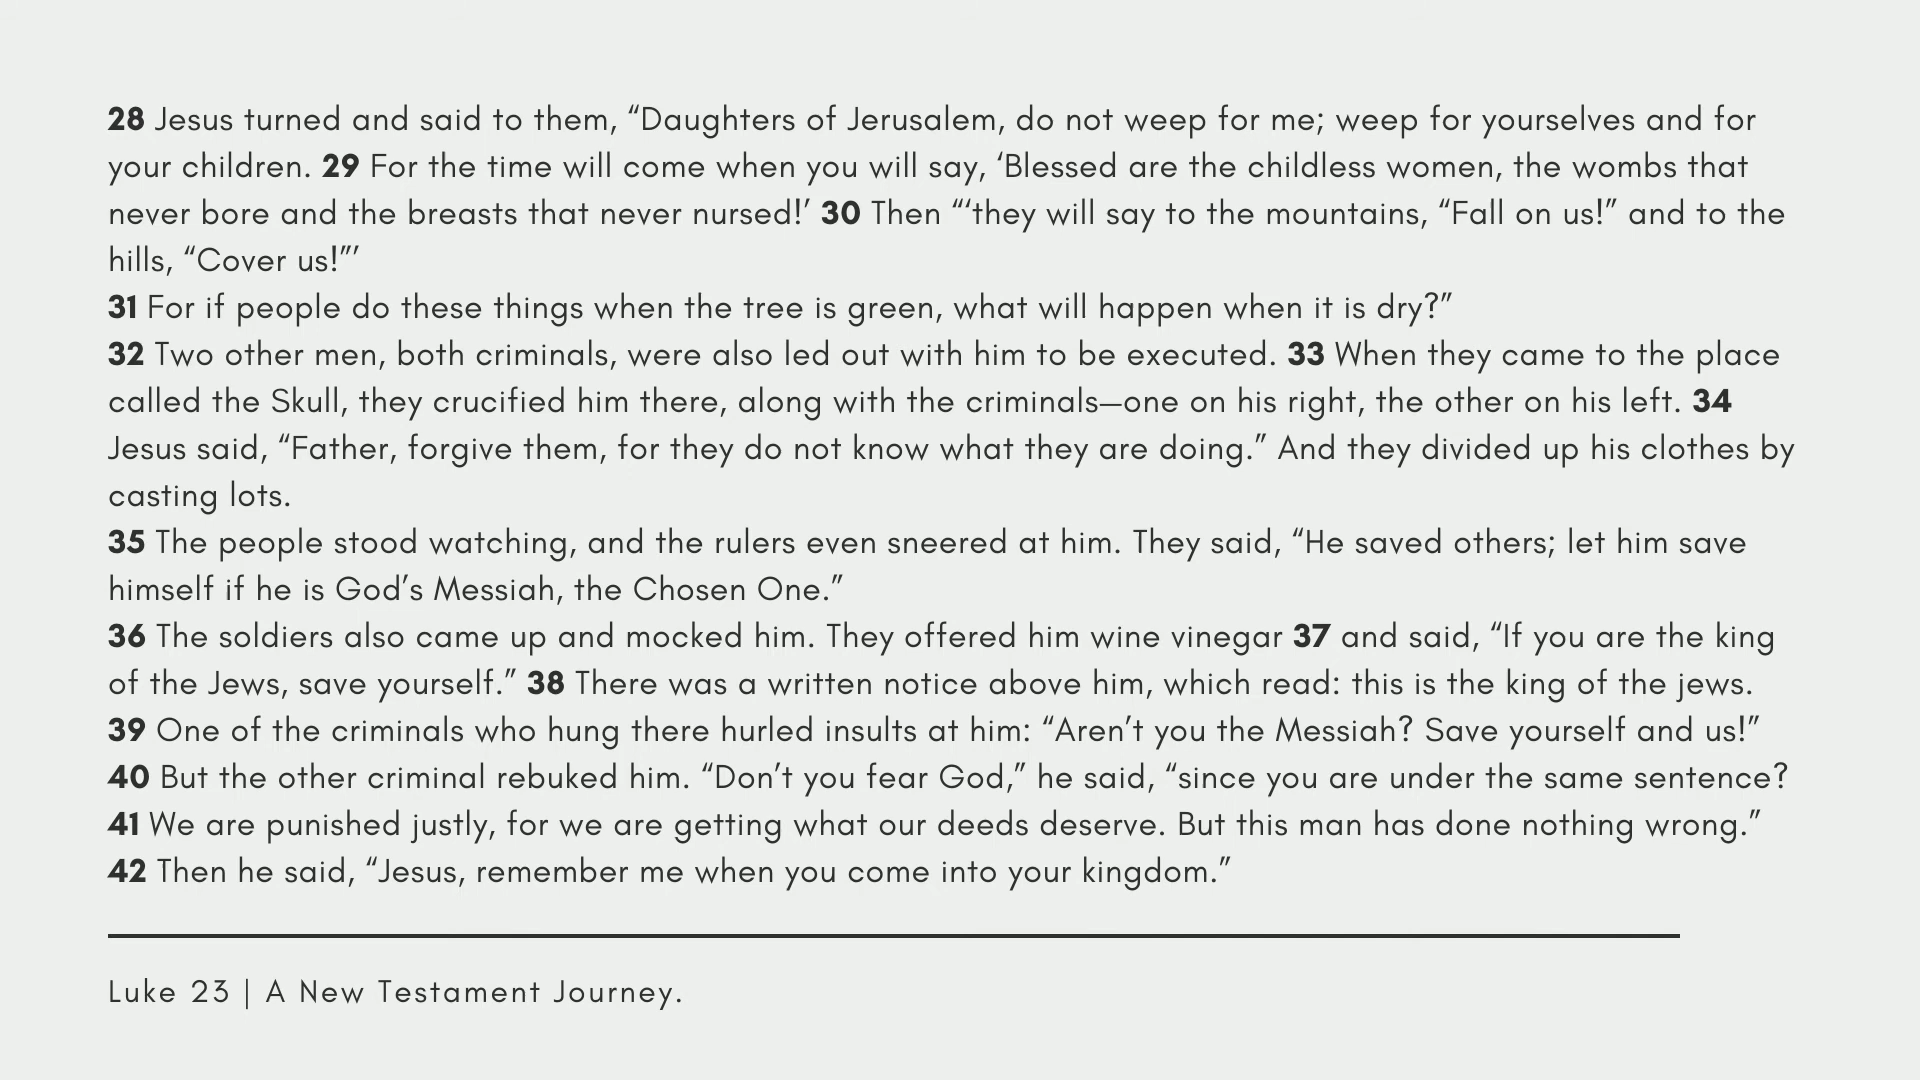 28 Jesus turned and said to them, “Daughters of Jerusalem, do not weep for me; weep for yourselves and for
your children. 29 For the time will come when you will say, ‘Blessed are the childless women, the wombs that
never bore and the breasts that never nursed!’ 30 Then “‘they will say to the mountains, “Fall on us!” and to the
hills, “Cover us!”’
31 For if people do these things when the tree is green, what will happen when it is dry?”
32 Two other men, both criminals, were also led out with him to be executed. 33 When they came to the place
called the Skull, they crucified him there, along with the criminals—one on his right, the other on his left. 34
Jesus said, “Father, forgive them, for they do not know what they are doing.” And they divided up his clothes by
casting lots.
35 The people stood watching, and the rulers even sneered at him. They said, “He saved others; let him save
himself if he is God’s Messiah, the Chosen One.”
36 The soldiers also came up and mocked him. They offered him wine vinegar 37 and said, “If you are the king
of the Jews, save yourself.” 38 There was a written notice above him, which read: this is the king of the jews.
39 One of the criminals who hung there hurled insults at him: “Aren’t you the Messiah? Save yourself and us!”
40 But the other criminal rebuked him. “Don’t you fear God,” he said, “since you are under the same sentence?
41 We are punished justly, for we are getting what our deeds deserve. But this man has done nothing wrong.”
42 Then he said, “Jesus, remember me when you come into your kingdom.”
Luke 23 | A New Testament Journey.